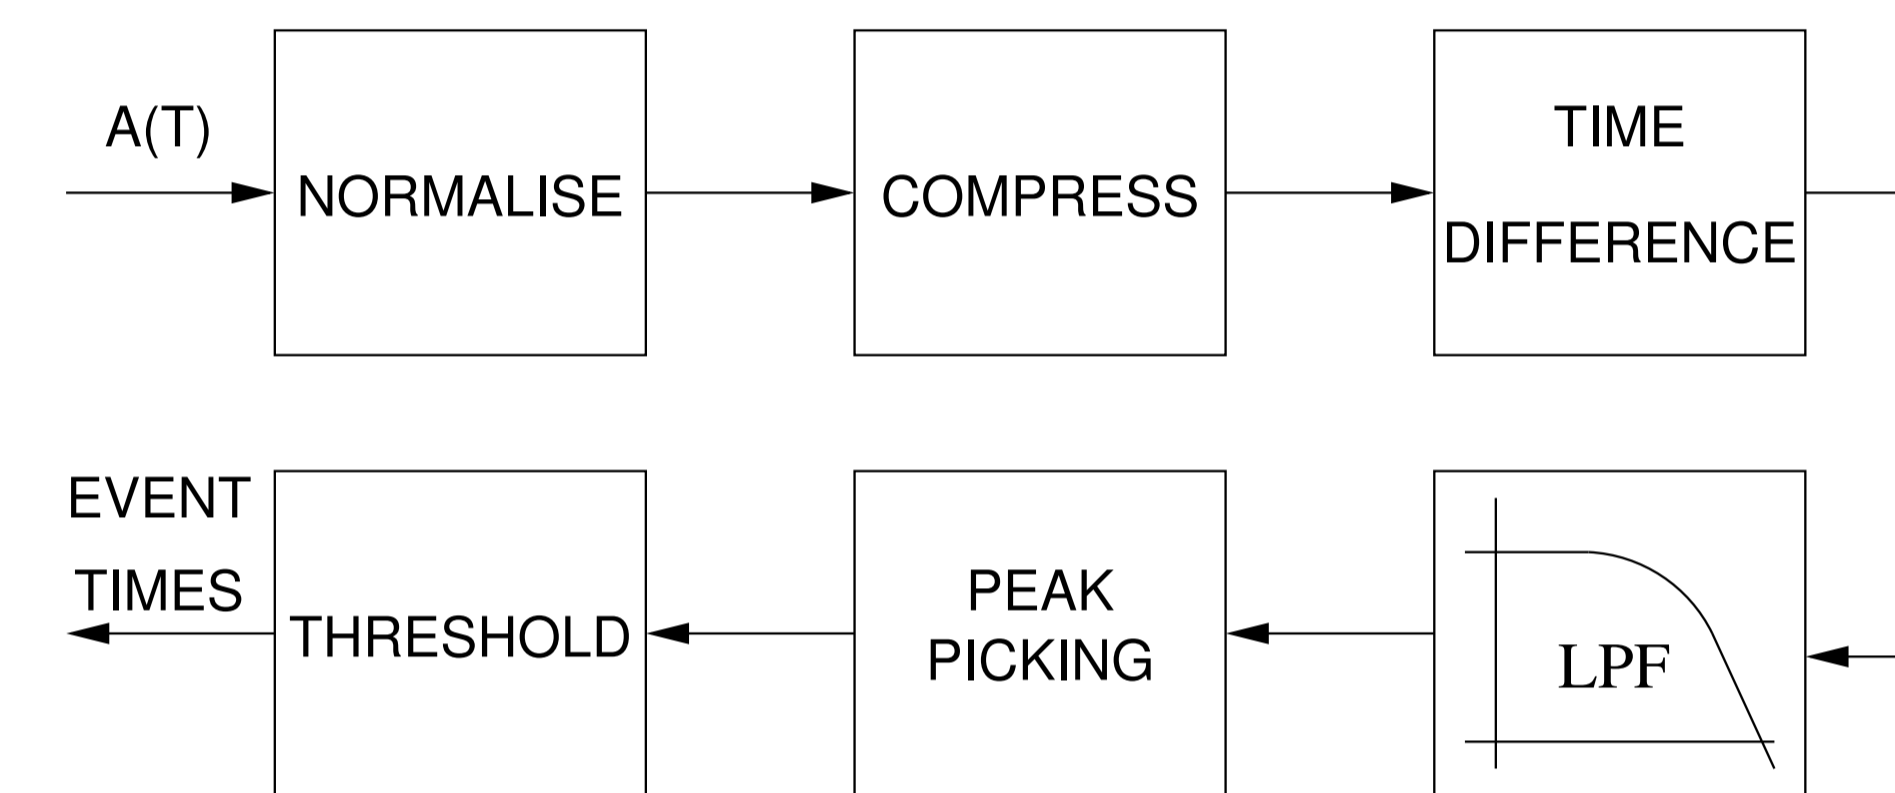 A(T)
NORMALISE
COMPRESS
TIME
DIFFERENCE
EVENT
TIMES
THRESHOLD
PEAK
PICKING
LPF